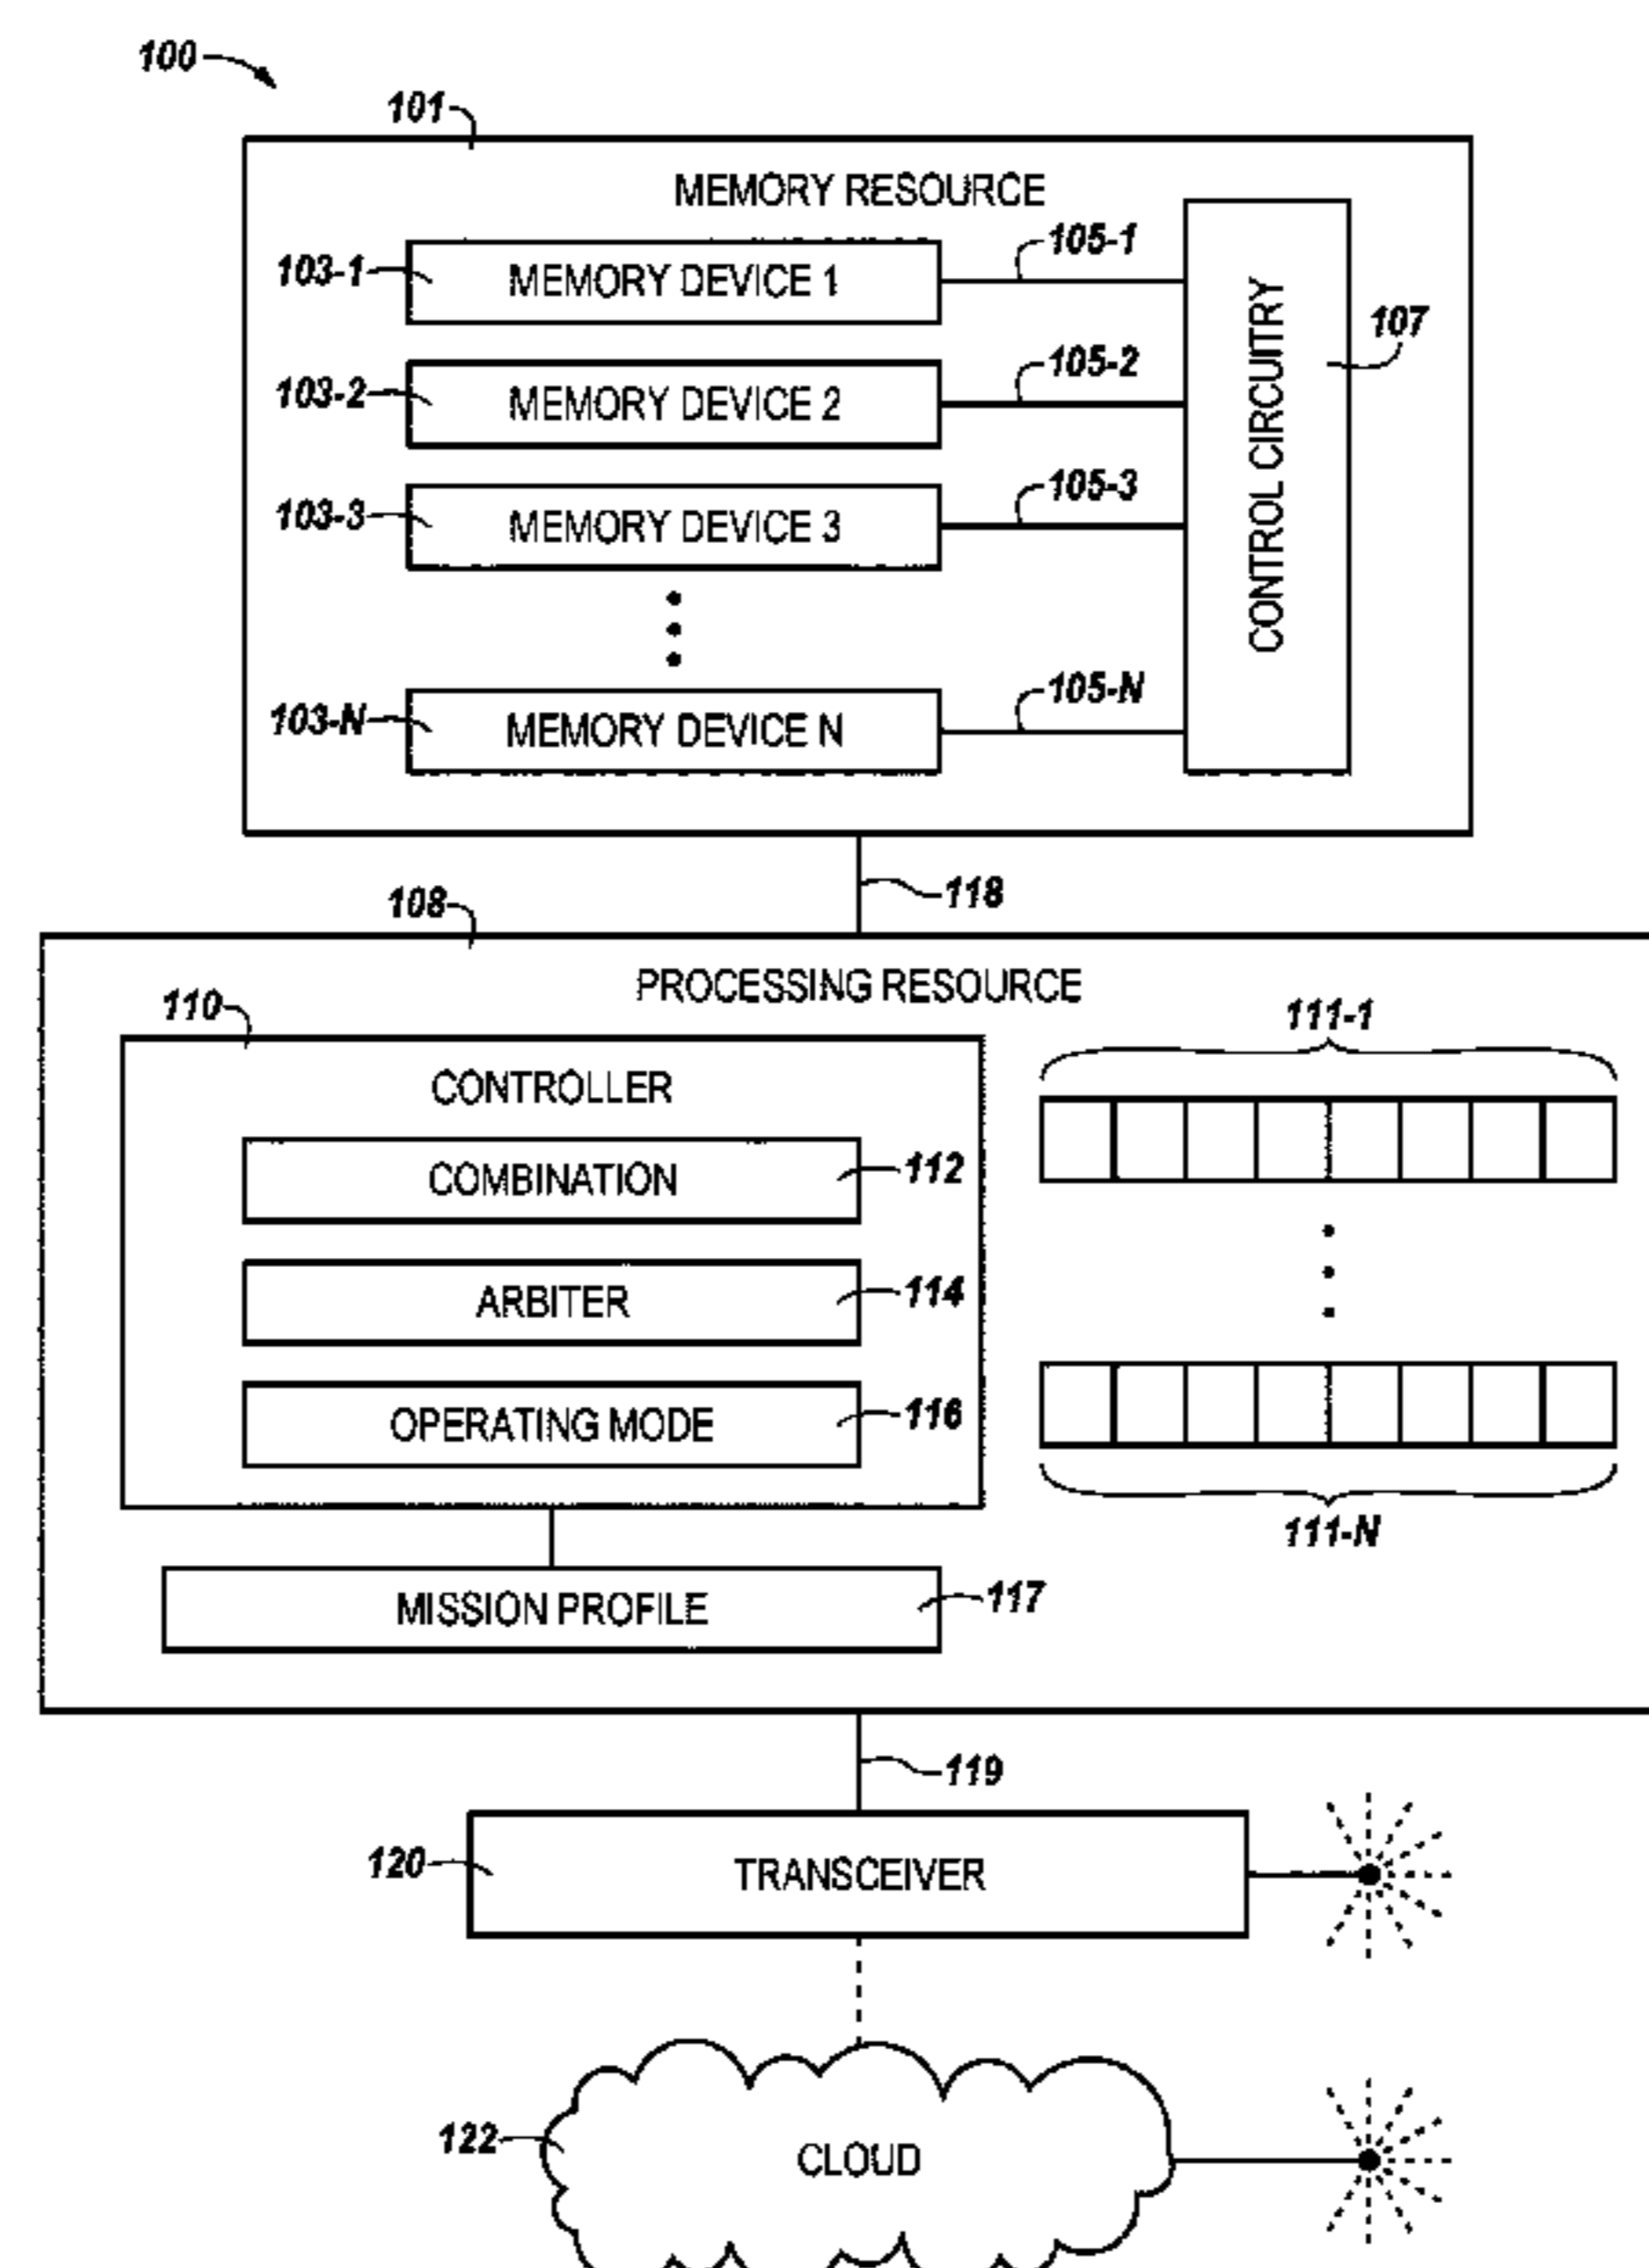 100
101
MEMORY RESOURCE
103-1 MEMORY DEVICE 1 105-1
103-2 MEMORY DEVICE 2 105-2
103-3 MEMORY DEVICE 3 105-3
103-N MEMORY DEVICE N 105-N
CONTROL CIRCUITRY
107
118
108
PROCESSING RESOURCE
110
CONTROLLER
COMBINATION 112
ARBITER 114
OPERATING MODE 116
111-1
111-N
MISSION PROFILE 117
119
120 TRANSCEIVER
122 CLOUD